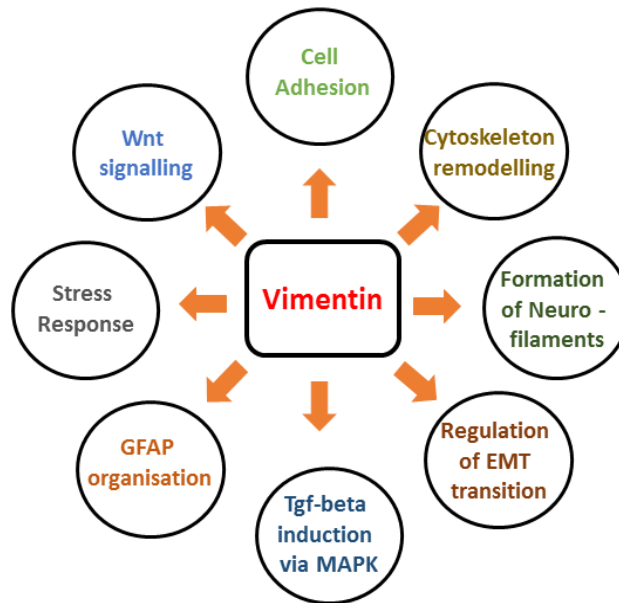 Cell
Adhesion
Wnt
signalling
Cytoskeleton
remodelling
Stress
Response
Vimentin
Formation
of Neuro -
filaments
GFAP
organisation
Regulation
of EMT
transition
Tgf-beta
induction
via MAPK